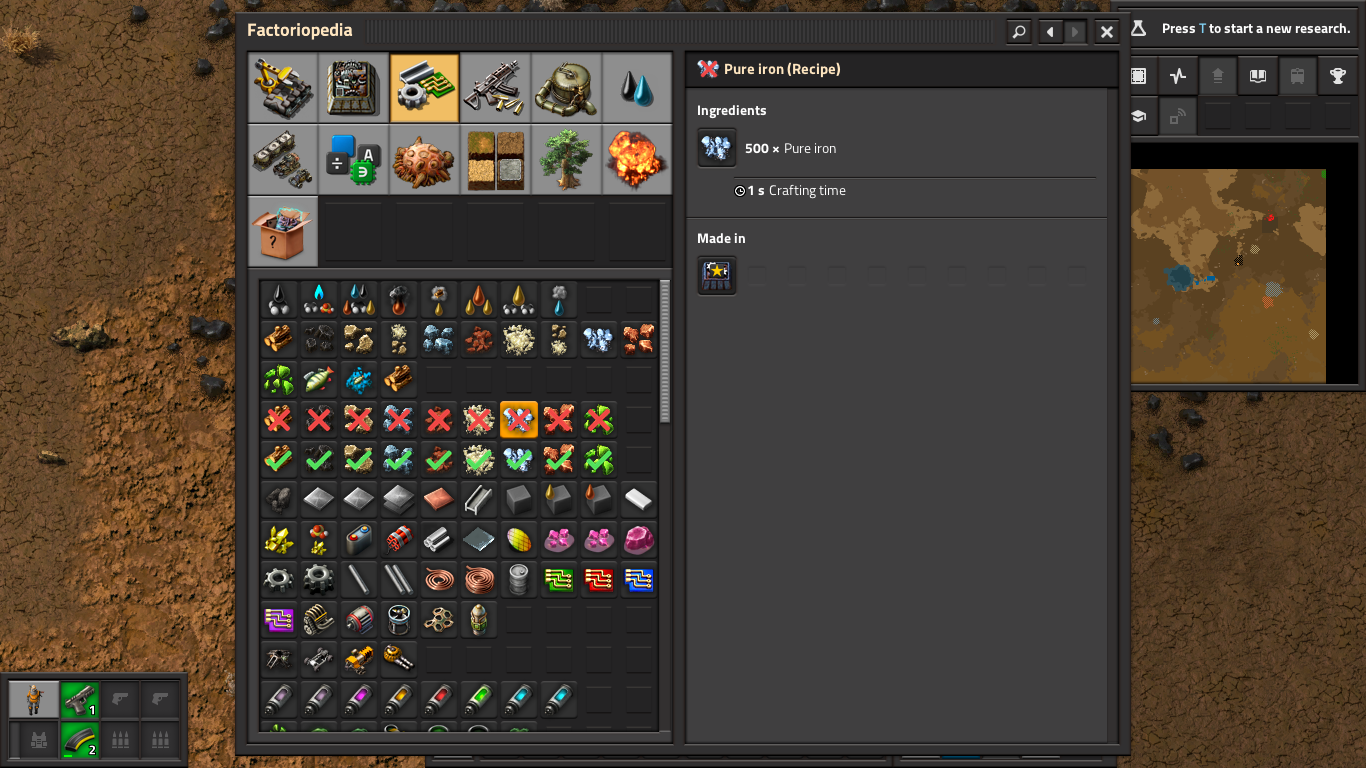 Factoriopedia
Press T to start a new research.
Pure iron (Recipe)
Ingredients
500 × Pure iron
1 s Crafting time
Made in
A
÷
Э
?
1
2